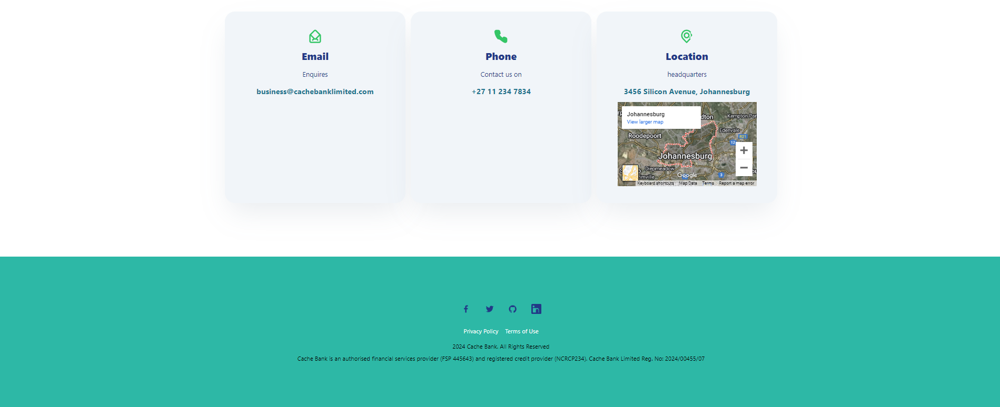 Email
Enquires
business@cachebanklimited.com
Phone
Contact us on
+27 11 234 7834
Location
headquarters
3456 Silicon Avenue, Johannesburg
Johannesburg
View larger map
dton
Kempton Par
Edenvale
R21
Roodepoort
12
Johannesburg
Diepmeadow
Google
3
Keyboard shortcuts Map Data Terms Report a map error
Privacy Policy Terms of Use
2024 Cache Bank. All Rights Reserved
Cache Bank is an authorised financial services provider (FSP 445643) and registered credit provider (NCRCP234). Cache Bank Limited Reg. No: 2024/00455/07